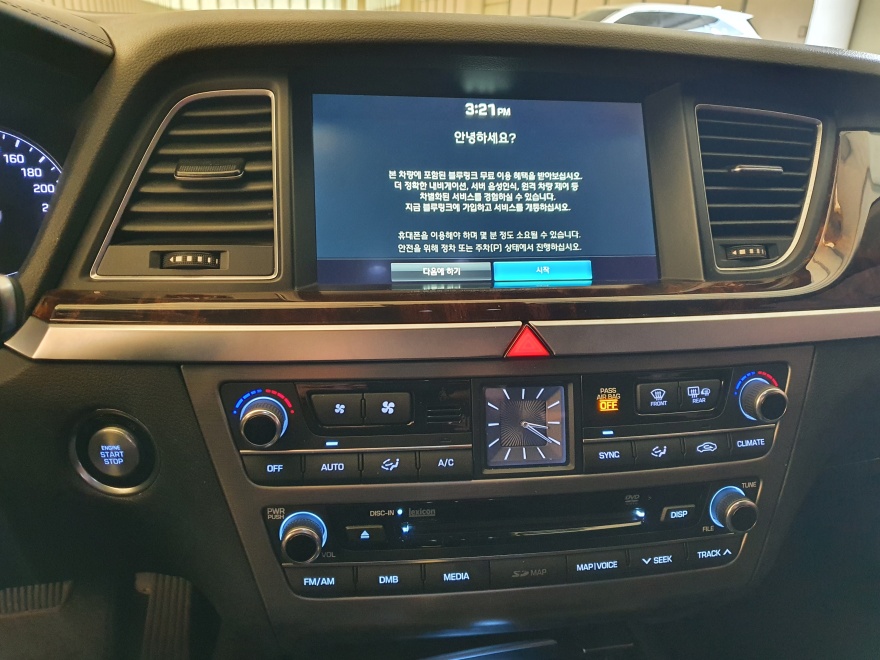 160
180
200
3:21 PM
안녕하세요?
본 차량에 포함된 블루링크 무료 이용 혜택을 받아보십시오.
더 정확한 내비게이션, 서버 음성인식, 원격 차량 제어 등
차별화된 서비스를 경험하실 수 있습니다.
지금 블루링크에 가입하고 서비스를 개통하십시오.
휴대폰을 이용해야 하며 몇 분 정도 소요될 수 있습니다.
안전을 위해 정차 또는 주차[P] 상태에서 진행하십시오.
다음에 하기
시작
PASS
AIR BAG
OFF
FRONT
REAR
ENGINE
START
STOP
OFF
AUTO
A/C
SYNC
CLIMATE
PWR
PUSH
VOL
DISC-IN
lexicon
DVD
DISP
TUNE
FILE
FM/AM
DMB
MEDIA
SD MAP
MAP|VOICE
SEEK
TRACK